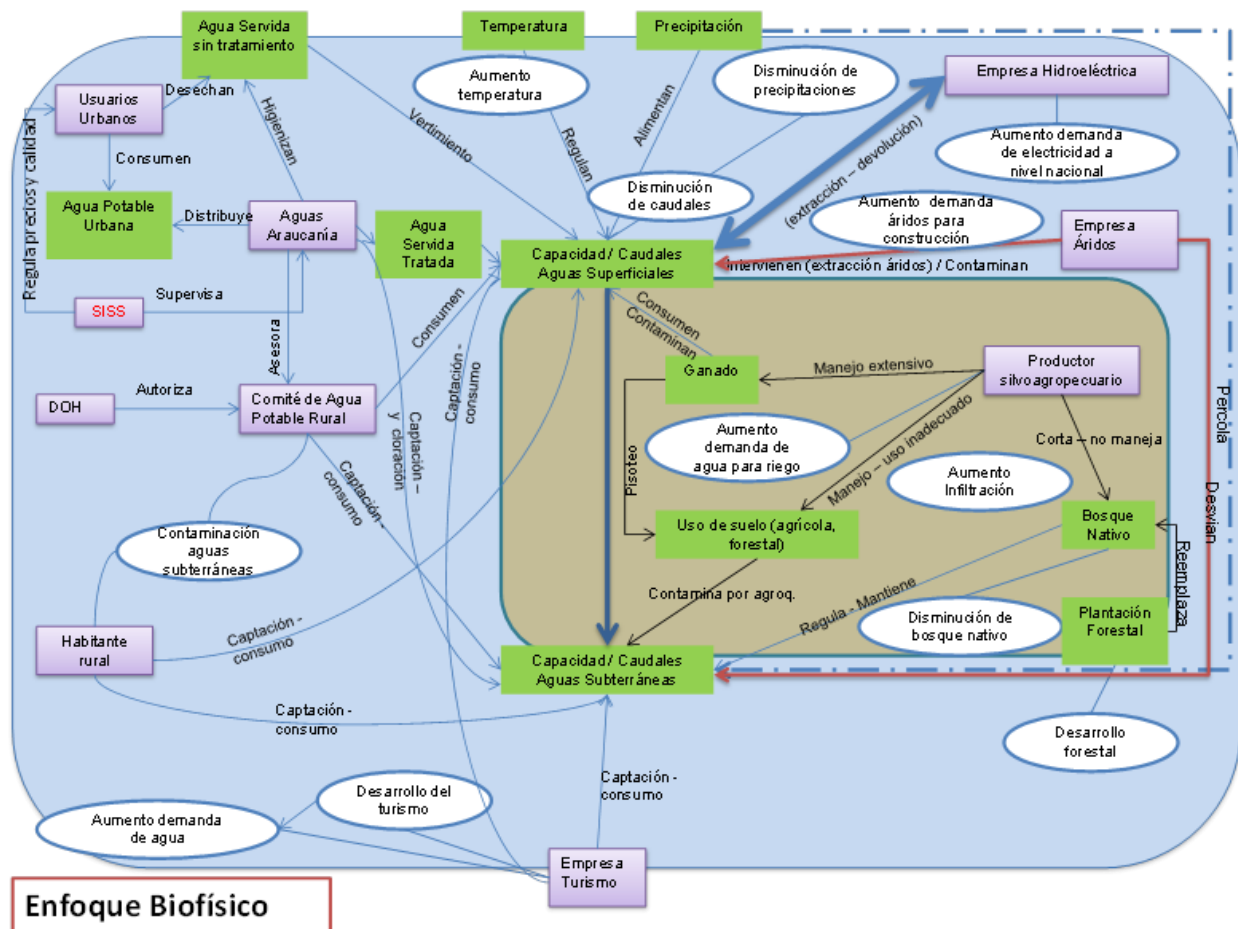 Agua Servida
sin tratamiento
Temperatura
Precipitación
Aumento
temperatura
Disminución de
precipitaciones
Empresa Hidroeléctrica
Usuarios
Urbanos
Desechan
Higienizan
Vertimiento
Regulan
Alimentan
(extracción – devolución)
Aumento demanda
de electricidad a
nivel nacional
Regula precios y calidad
Consumen
Agua Potable
Urbana
Distribuye
Aguas
Araucanía
Agua
Servida
Tratada
Disminución
de caudales
Aumento demanda
áridos para
construcción
Empresa
Áridos
Capacidad / Caudales
Aguas Superficiales
Intervienen (extracción áridos) / Contaminan
SISS
Supervisa
Asesora
Consumen
Captación -
consumo
Consumen
Contaminan
Ganado
Manejo extensivo
Productor
silvoagropecuario
DOH
Autoriza
Comité de Agua
Potable Rural
Captación –
y cloración
Pisoteo
Aumento
demanda de
agua para riego
Manejo – uso inadecuado
Corta – no maneja
Percola
Desvian
Aumento
Infiltración
Captación -
consumo
Contaminación
aguas
subterráneas
Uso de suelo (agrícola,
forestal)
Bosque
Nativo
Reemplaza
Contamina por agroq.
Regula - Mantiene
Disminución de
bosque nativo
Plantación
Forestal
Habitante
rural
Captación -
consumo
Capacidad / Caudales
Aguas Subterráneas
Captación -
consumo
Desarrollo
forestal
Captación -
consumo
Desarrollo del
turismo
Aumento demanda
de agua
Empresa
Turismo
Enfoque Biofísico